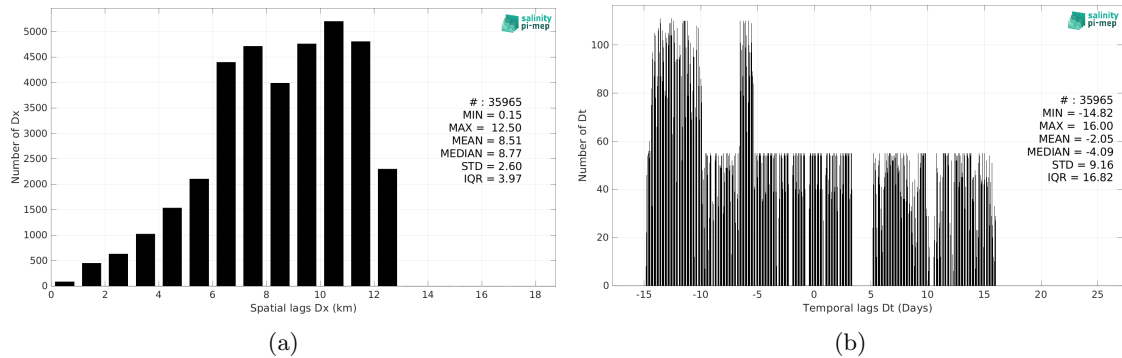 salinity
pi-mep
5000
4500
4000
3500
3000
2500
2000
1500
1000
500
0
Number of Dx
# : 35965
MIN = 0.15
MAX = 12.50
MEAN = 8.51
MEDIAN = 8.77
STD = 2.60
IQR = 3.97
0 2 4 6 8 10 12 14 16 18
Spatial lags Dx (km)
(a)
salinity
pi-mep
100
80
60
40
20
0
Number of Dt
# : 35965
MIN = -14.82
MAX = 16.00
MEAN = -2.05
MEDIAN = -4.09
STD = 9.16
IQR = 16.82
-15 -10 -5 0 5 10 15 20 25
Temporal lags Dt (Days)
(b)